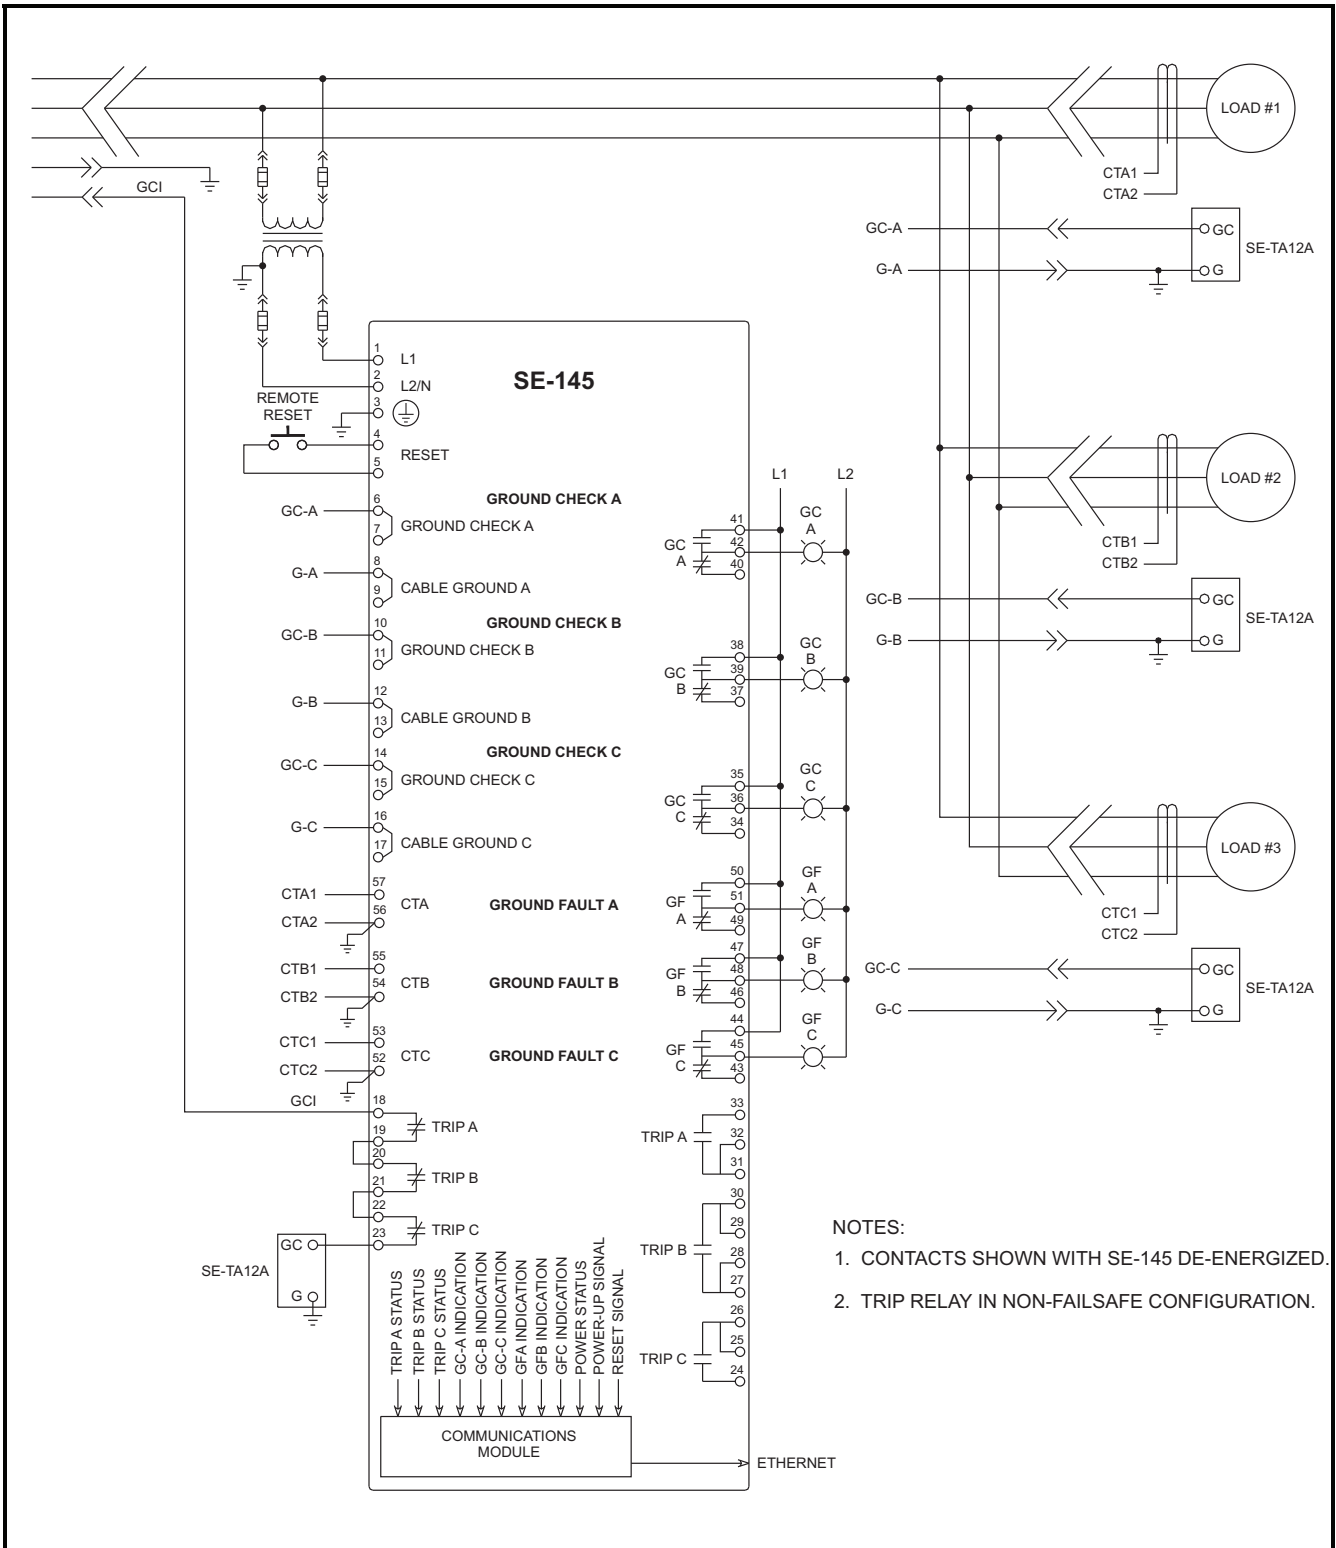 GCI
LOAD #1
CTA1
CTA2
GC-A
GC
SE-TA12A
G-A
G
SE-145
1
L1
2
L2/N
3
REMOTE
RESET
4
RESET
5
GROUND CHECK A
6
GC-A
GROUND CHECK A
7
8
G-A
CABLE GROUND A
9
GROUND CHECK B
10
GC-B
GROUND CHECK B
11
12
G-B
CABLE GROUND B
13
GROUND CHECK C
14
GC-C
GROUND CHECK C
15
16
G-C
CABLE GROUND C
17
57
CTA1
CTA
GROUND FAULT A
56
CTA2
55
CTB1
CTB
GROUND FAULT B
54
CTB2
53
CTC1
CTC
GROUND FAULT C
52
CTC2
GCI
18
TRIP A
19
20
TRIP B
21
22
TRIP C
23
GC
SE-TA12A
G
L1
L2
GC
A
41
42
40
GC
A
GC
B
38
39
37
GC
B
GC
C
35
36
34
GC
C
GF
A
50
51
49
GF
A
GF
B
47
48
46
GF
B
GF
C
44
45
43
GF
C
33
TRIP A
32
31
30
29
TRIP B
28
27
26
25
TRIP C
24
LOAD #2
CTB1
CTB2
GC-B
GC
SE-TA12A
G-B
G
LOAD #3
CTC1
CTC2
GC-C
GC
SE-TA12A
G-C
G
NOTES:
1. CONTACTS SHOWN WITH SE-145 DE-ENERGIZED.
2. TRIP RELAY IN NON-FAILSAFE CONFIGURATION.
TRIP A STATUS
TRIP B STATUS
TRIP C STATUS
GC-A INDICATION
GC-B INDICATION
GC-C INDICATION
GFA INDICATION
GFB INDICATION
GFC INDICATION
POWER STATUS
POWER-UP SIGNAL
RESET SIGNAL
COMMUNICATIONS
MODULE
ETHERNET